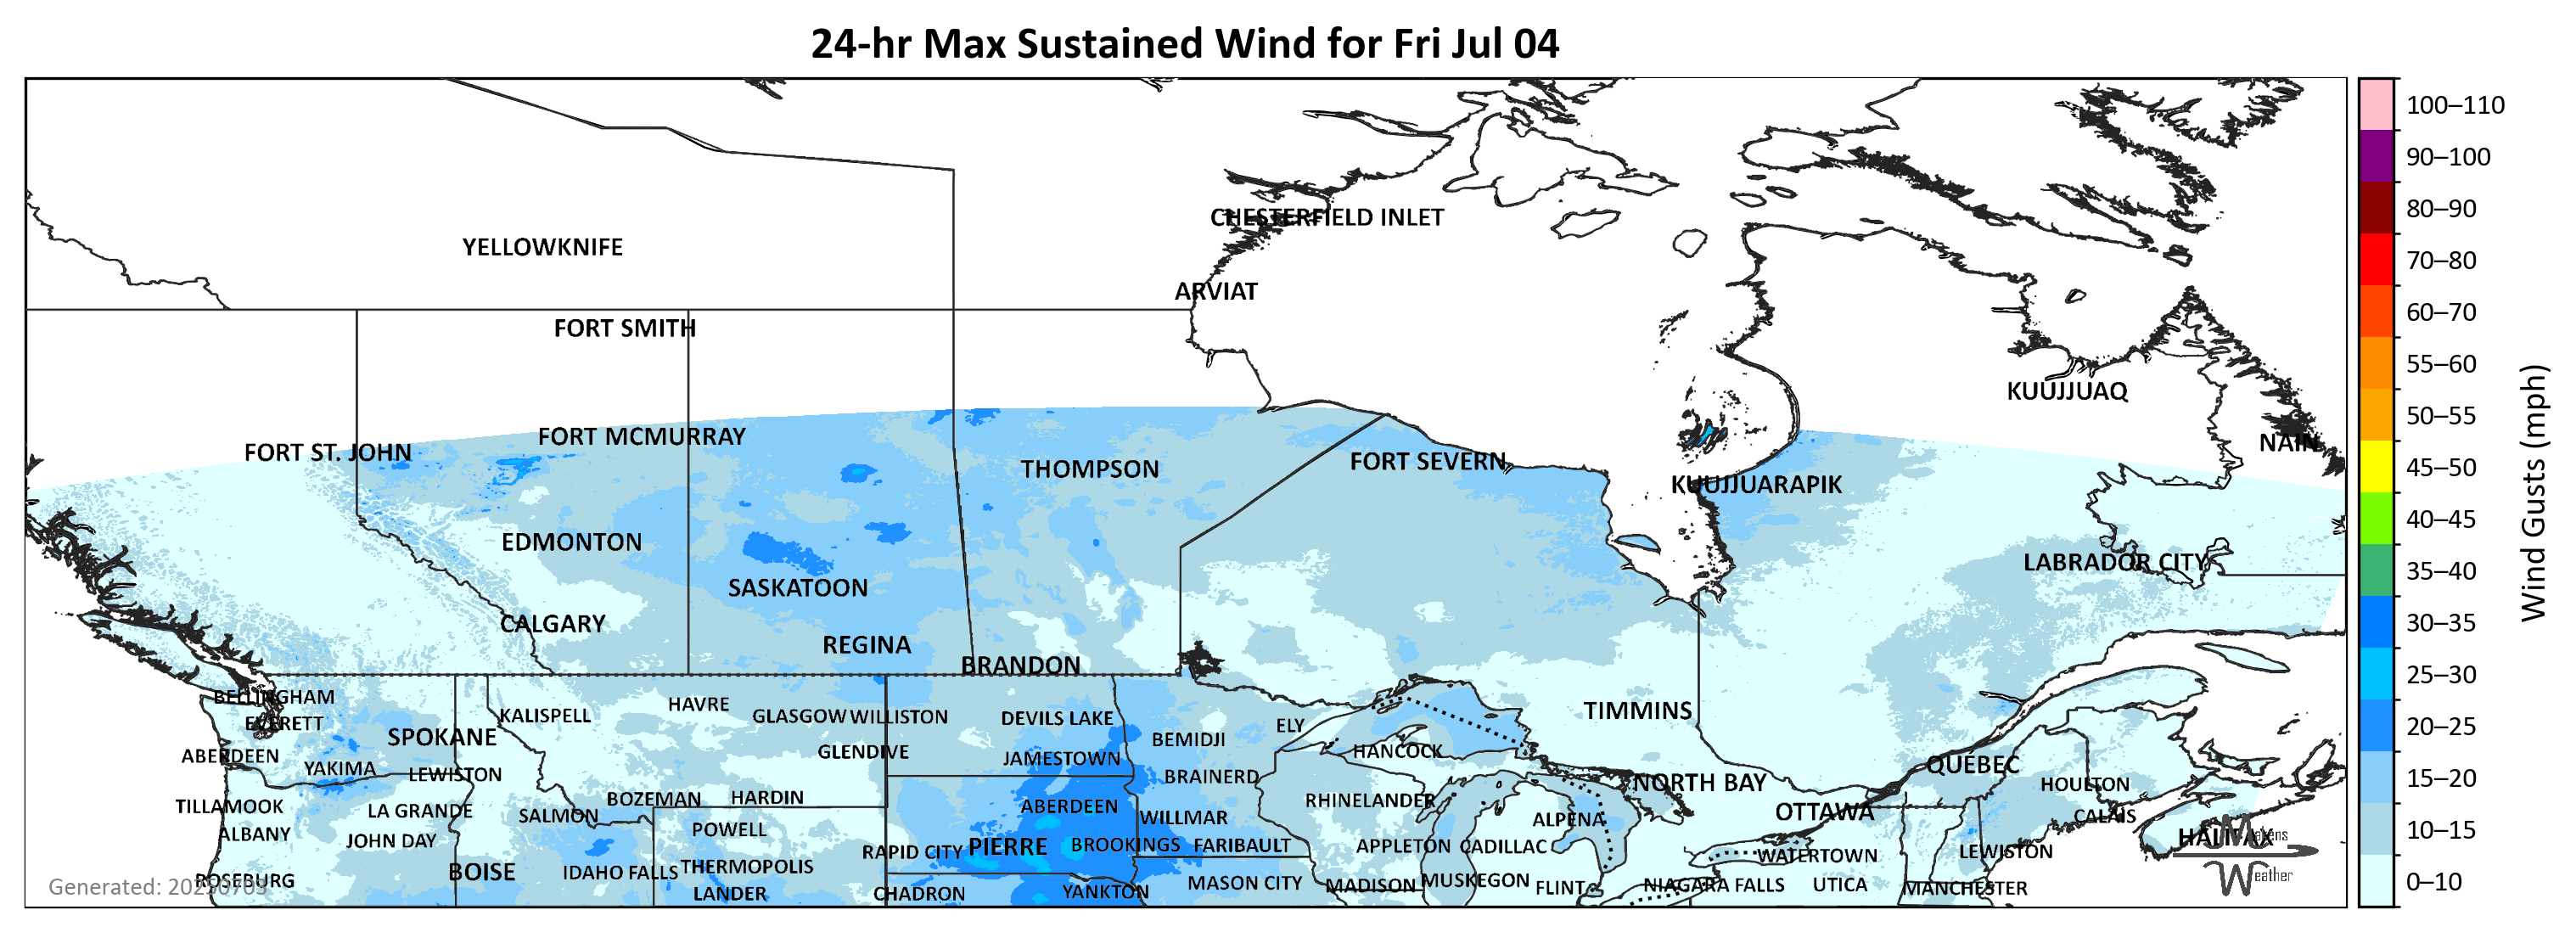 24-hr Max Sustained Wind for Fri Jul 04
100–110
90–100
CHESTERFIELD INLET
80–90
YELLOWKNIFE
70–80
ARVIAT
60–70
FORT SMITH
55–60
KUUJJUAQ
50–55
FORT MCMURRAY
NAIN
FORT ST. JOHN
THOMPSON
FORT SEVERN
45–50
KUUJJUARAPIK
40–45
EDMONTON
LABRADOR CITY
35–40
SASKATOON
CALGARY
30–35
REGINA
BRANDON
25–30
Wind Gusts (mph)
BELLINGHAM
HAVRE
TIMMINS
KALISPELL
GLASGOW WILLISTON
DEVILS LAKE
EVERETT
ELY
20–25
SPOKANE
BEMIDJI
ABERDEEN
GLENDIVE
JAMESTOWN
HANCOCK
QUÉBEC
YAKIMA
LEWISTON
BRAINERD
15–20
NORTH BAY
HOULTON
TILLAMOOK
LA GRANDE
SALMON
BOZEMAN
HARDIN
ABERDEEN
RHINELANDER
OTTAWA
WILLMAR
ALPENA
CALAIS
ALBANY
JOHN DAY
POWELL
10–15
HALIFAX
Makens
Weather
RAPID CITY
PIERRE
BROOKINGS
FARIBAULT
APPLETON
CADILLAC
WATERTOWN
LEWISTON
BOISE
IDAHO FALLS
THERMOPOLIS
ROSEBURG
Generated: 20250703
LANDER
CHADRON
YANKTON
MASON CITY
MADISON
MUSKEGON
FLINT
NIAGARA FALLS
UTICA
MANCHESTER
0–10